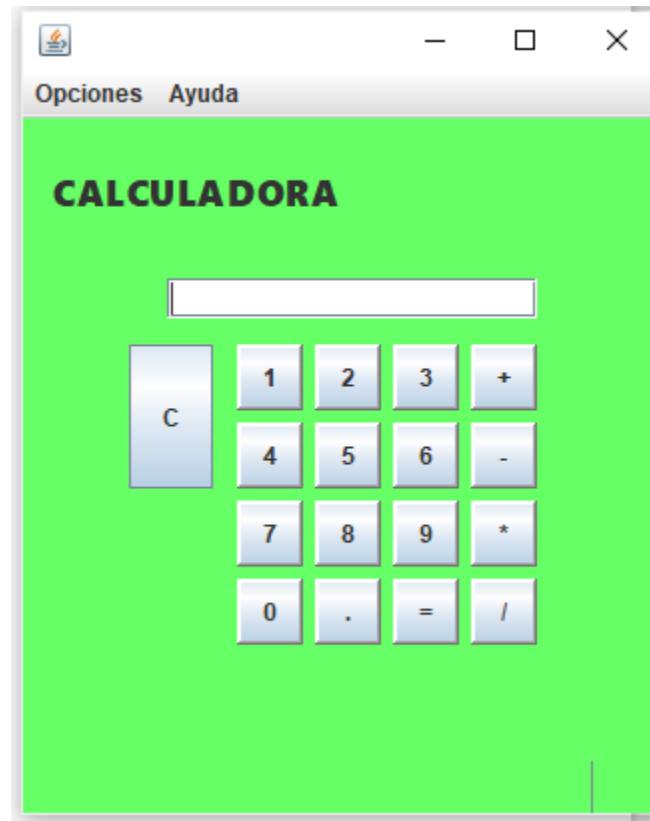 Opciones Ayuda
CALCULADORA
C
1 2 3 +
4 5 6 -
7 8 9 *
0 . = /